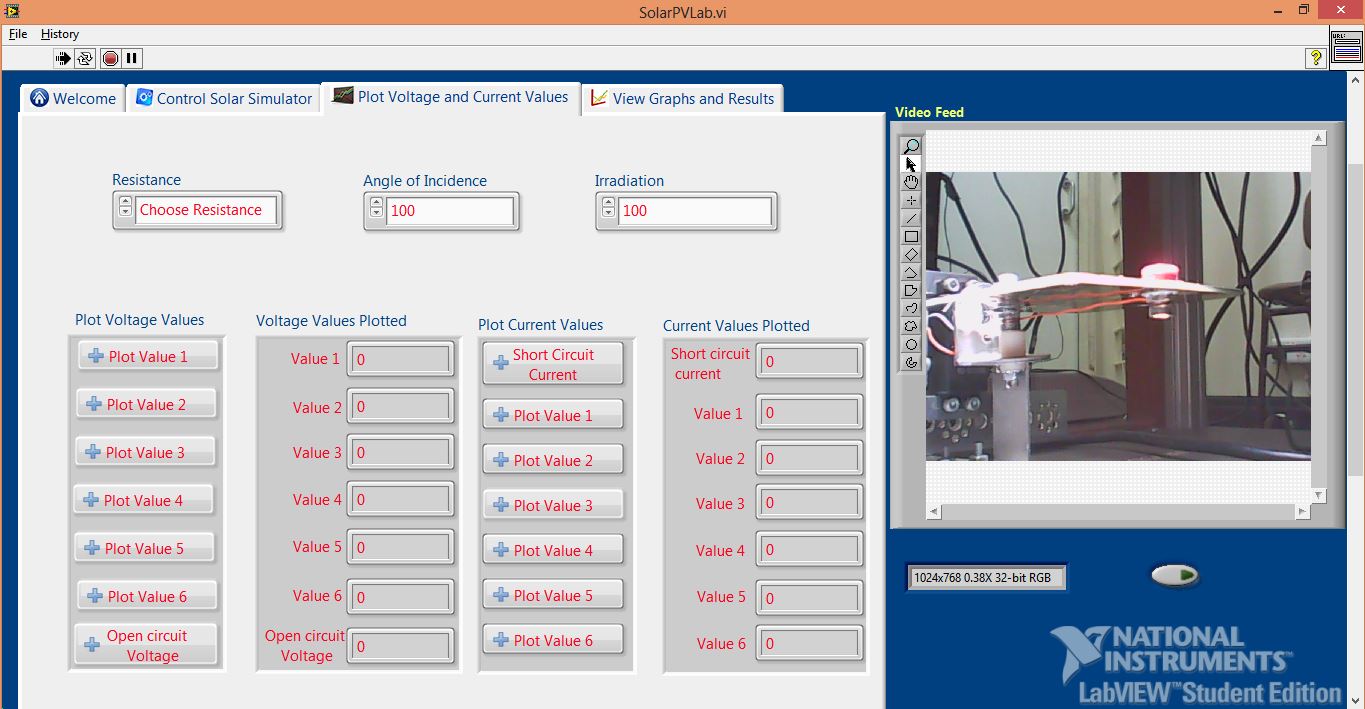 SolarPVLab.vi
File History
URL:
?
Welcome
Control Solar Simulator
Plot Voltage and Current Values
View Graphs and Results
Video Feed
Resistance
Choose Resistance
Angle of Incidence
100
Irradiation
100
Plot Voltage Values
Plot Value 1
Plot Value 2
Plot Value 3
Plot Value 4
Plot Value 5
Plot Value 6
Open circuit
Voltage
Voltage Values Plotted
Value 1 0
Value 2 0
Value 3 0
Value 4 0
Value 5 0
Value 6 0
Open circuit
Voltage 0
Plot Current Values
Short Circuit
Current
Plot Value 1
Plot Value 2
Plot Value 3
Plot Value 4
Plot Value 5
Plot Value 6
Current Values Plotted
Short circuit
current 0
Value 1 0
Value 2 0
Value 3 0
Value 4 0
Value 5 0
Value 6 0
1024x768 0.38X 32-bit RGB
NATIONAL
INSTRUMENTS™
LabVIEW™ Student Edition